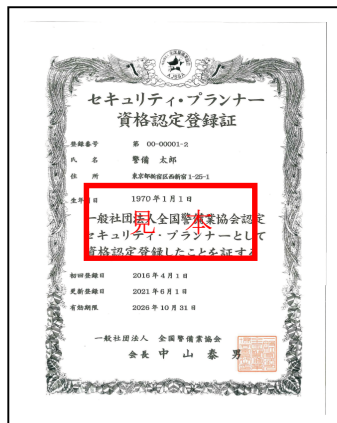 セキュリティ・プランナー
資格認定登録証
登録番号 第 00-00001-2
氏 名 警備 太郎
住 所 東京都新宿区西新宿1-25-1
生年月日 1970年1月1日
一般社団法人全国警備業協会認定
セキュリティ・プランナーとして
資格認定登録したことを証する
見本
初回登録日 2016年4月1日
更新登録日 2021年6月1日
有効期限 2026年10月31日
一般社団法人 全国警備業協会
会長 中山泰男